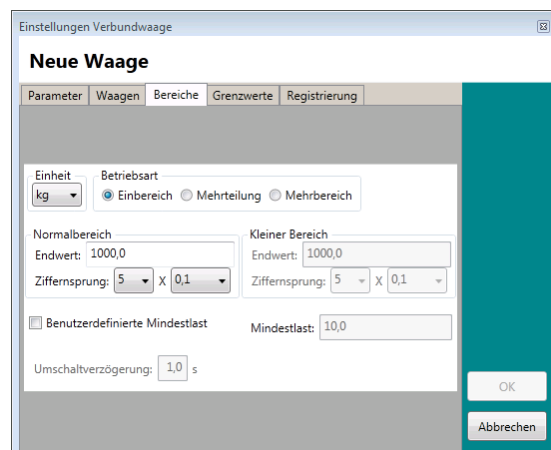 Einstellungen Verbundwaage
Neue Waage
Parameter Waagen Bereiche Grenzwerte Registrierung
Einheit Betriebsart
kg Einbereich Mehrteilung Mehrbereich
Normalbereich Kleiner Bereich
Endwert: 1000,0 Endwert: 1000,0
Ziffernsprung: 5 X 0,1 Ziffernsprung: 5 X 0,1
Benutzerdefinierte Mindestlast Mindestlast: 10,0
Umschaltverzögerung: 1,0 s
OK
Abbrechen